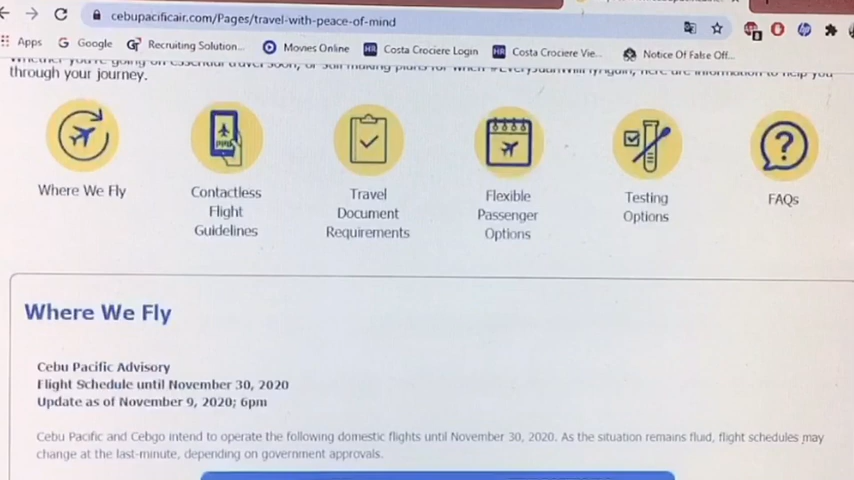 cebupacificair.com/Pages/travel-with-peace-of-mind
Apps Google Recruiting Solution... Movies Online Costa Crociere Login Costa Crociere Vie... Notice Of False Off...
through your journey.
Where We Fly
Contactless
Flight
Guidelines
Travel
Document
Requirements
Flexible
Passenger
Options
Testing
Options
FAQs
Where We Fly
Cebu Pacific Advisory
Flight Schedule until November 30, 2020
Update as of November 9, 2020; 6pm
Cebu Pacific and Cebgo intend to operate the following domestic flights until November 30, 2020. As the situation remains fluid, flight schedules may
change at the last-minute, depending on government approvals.